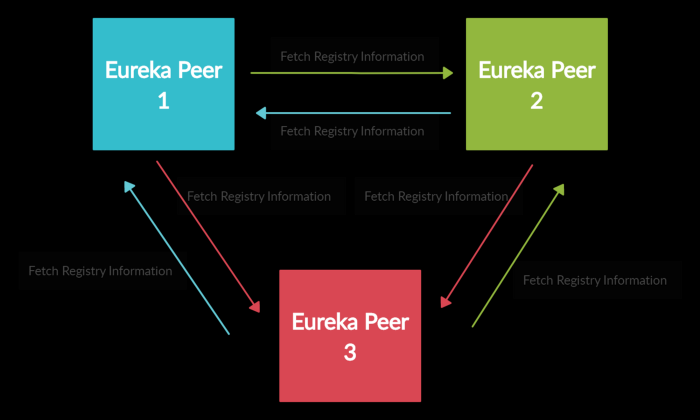 Eureka Peer
1
Fetch Registry Information
Eureka Peer
2
Fetch Registry Information
Fetch Registry Information
Fetch Registry Information
Fetch Registry Information
Fetch Registry Information
Eureka Peer
3